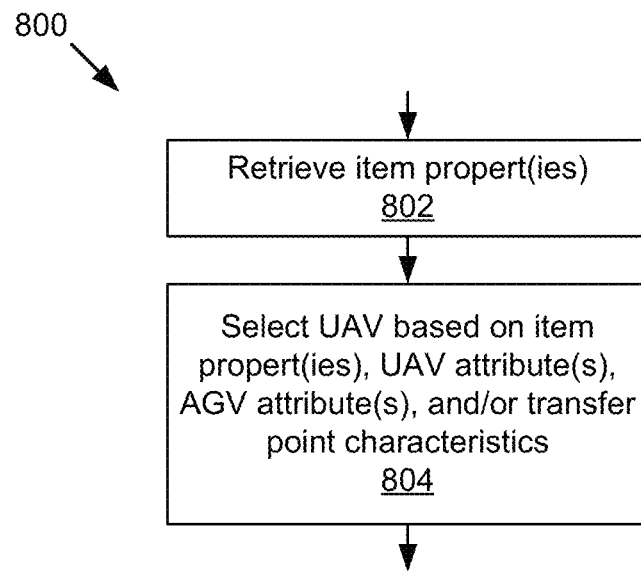 800
Retrieve item propert(ies)
802
Select UAV based on item
propert(ies), UAV attribute(s),
AGV attribute(s), and/or transfer
point characteristics
804